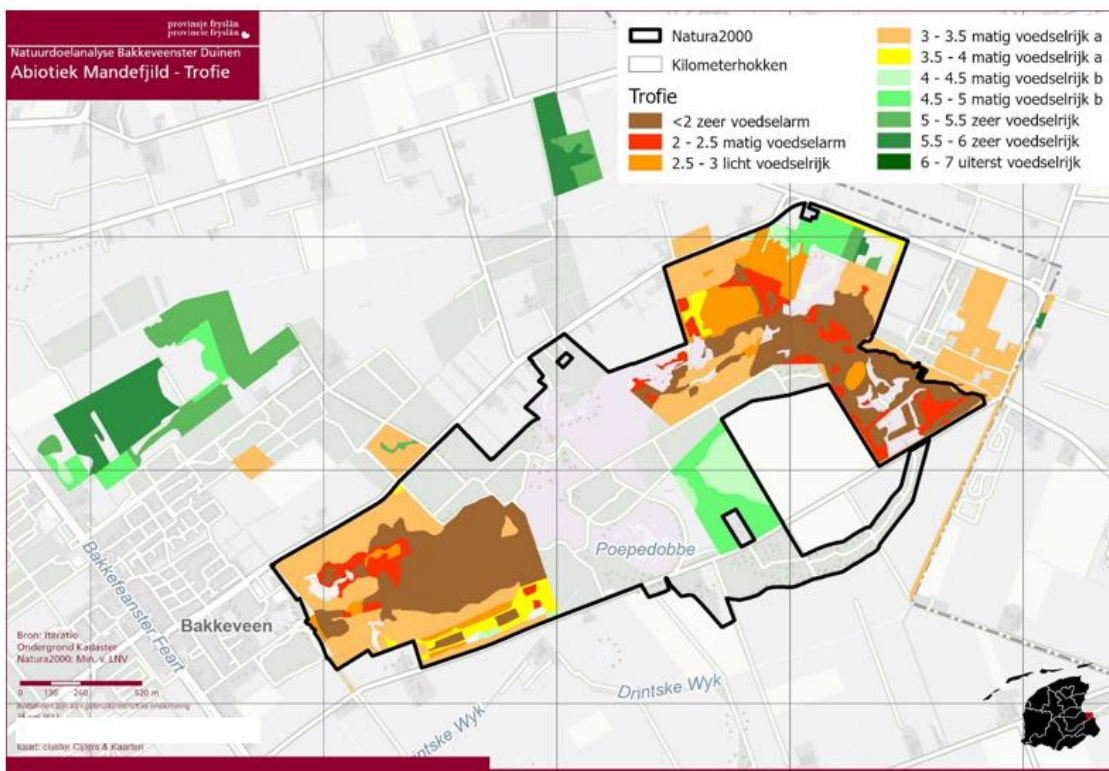 provinsje fryslân
provincie fryslân
Natuurdoelanalyse Bakkeveenster Duinen
Abiotiek Mandefjild - Trofie
Natura2000
Kilometerhokken
Trofie
<2 zeer voedselarm
2 - 2.5 matig voedselarm
2.5 - 3 licht voedselrijk
3 - 3.5 matig voedselrijk a
3.5 - 4 matig voedselrijk a
4 - 4.5 matig voedselrijk b
4.5 - 5 matig voedselrijk b
5 - 5.5 zeer voedselrijk
5.5 - 6 zeer voedselrijk
6 - 7 uiterst voedselrijk
Poepedobbe
Bakkefeanster Feart
Bakkeveen
Drintske Wyk
Drintske Wyk
Bron: Iteratio
Ondergrond Kadaster
Natura2000: Min. v. LNV
0 130 260 520 m
kaart: cluster Cijfers & Kaarten